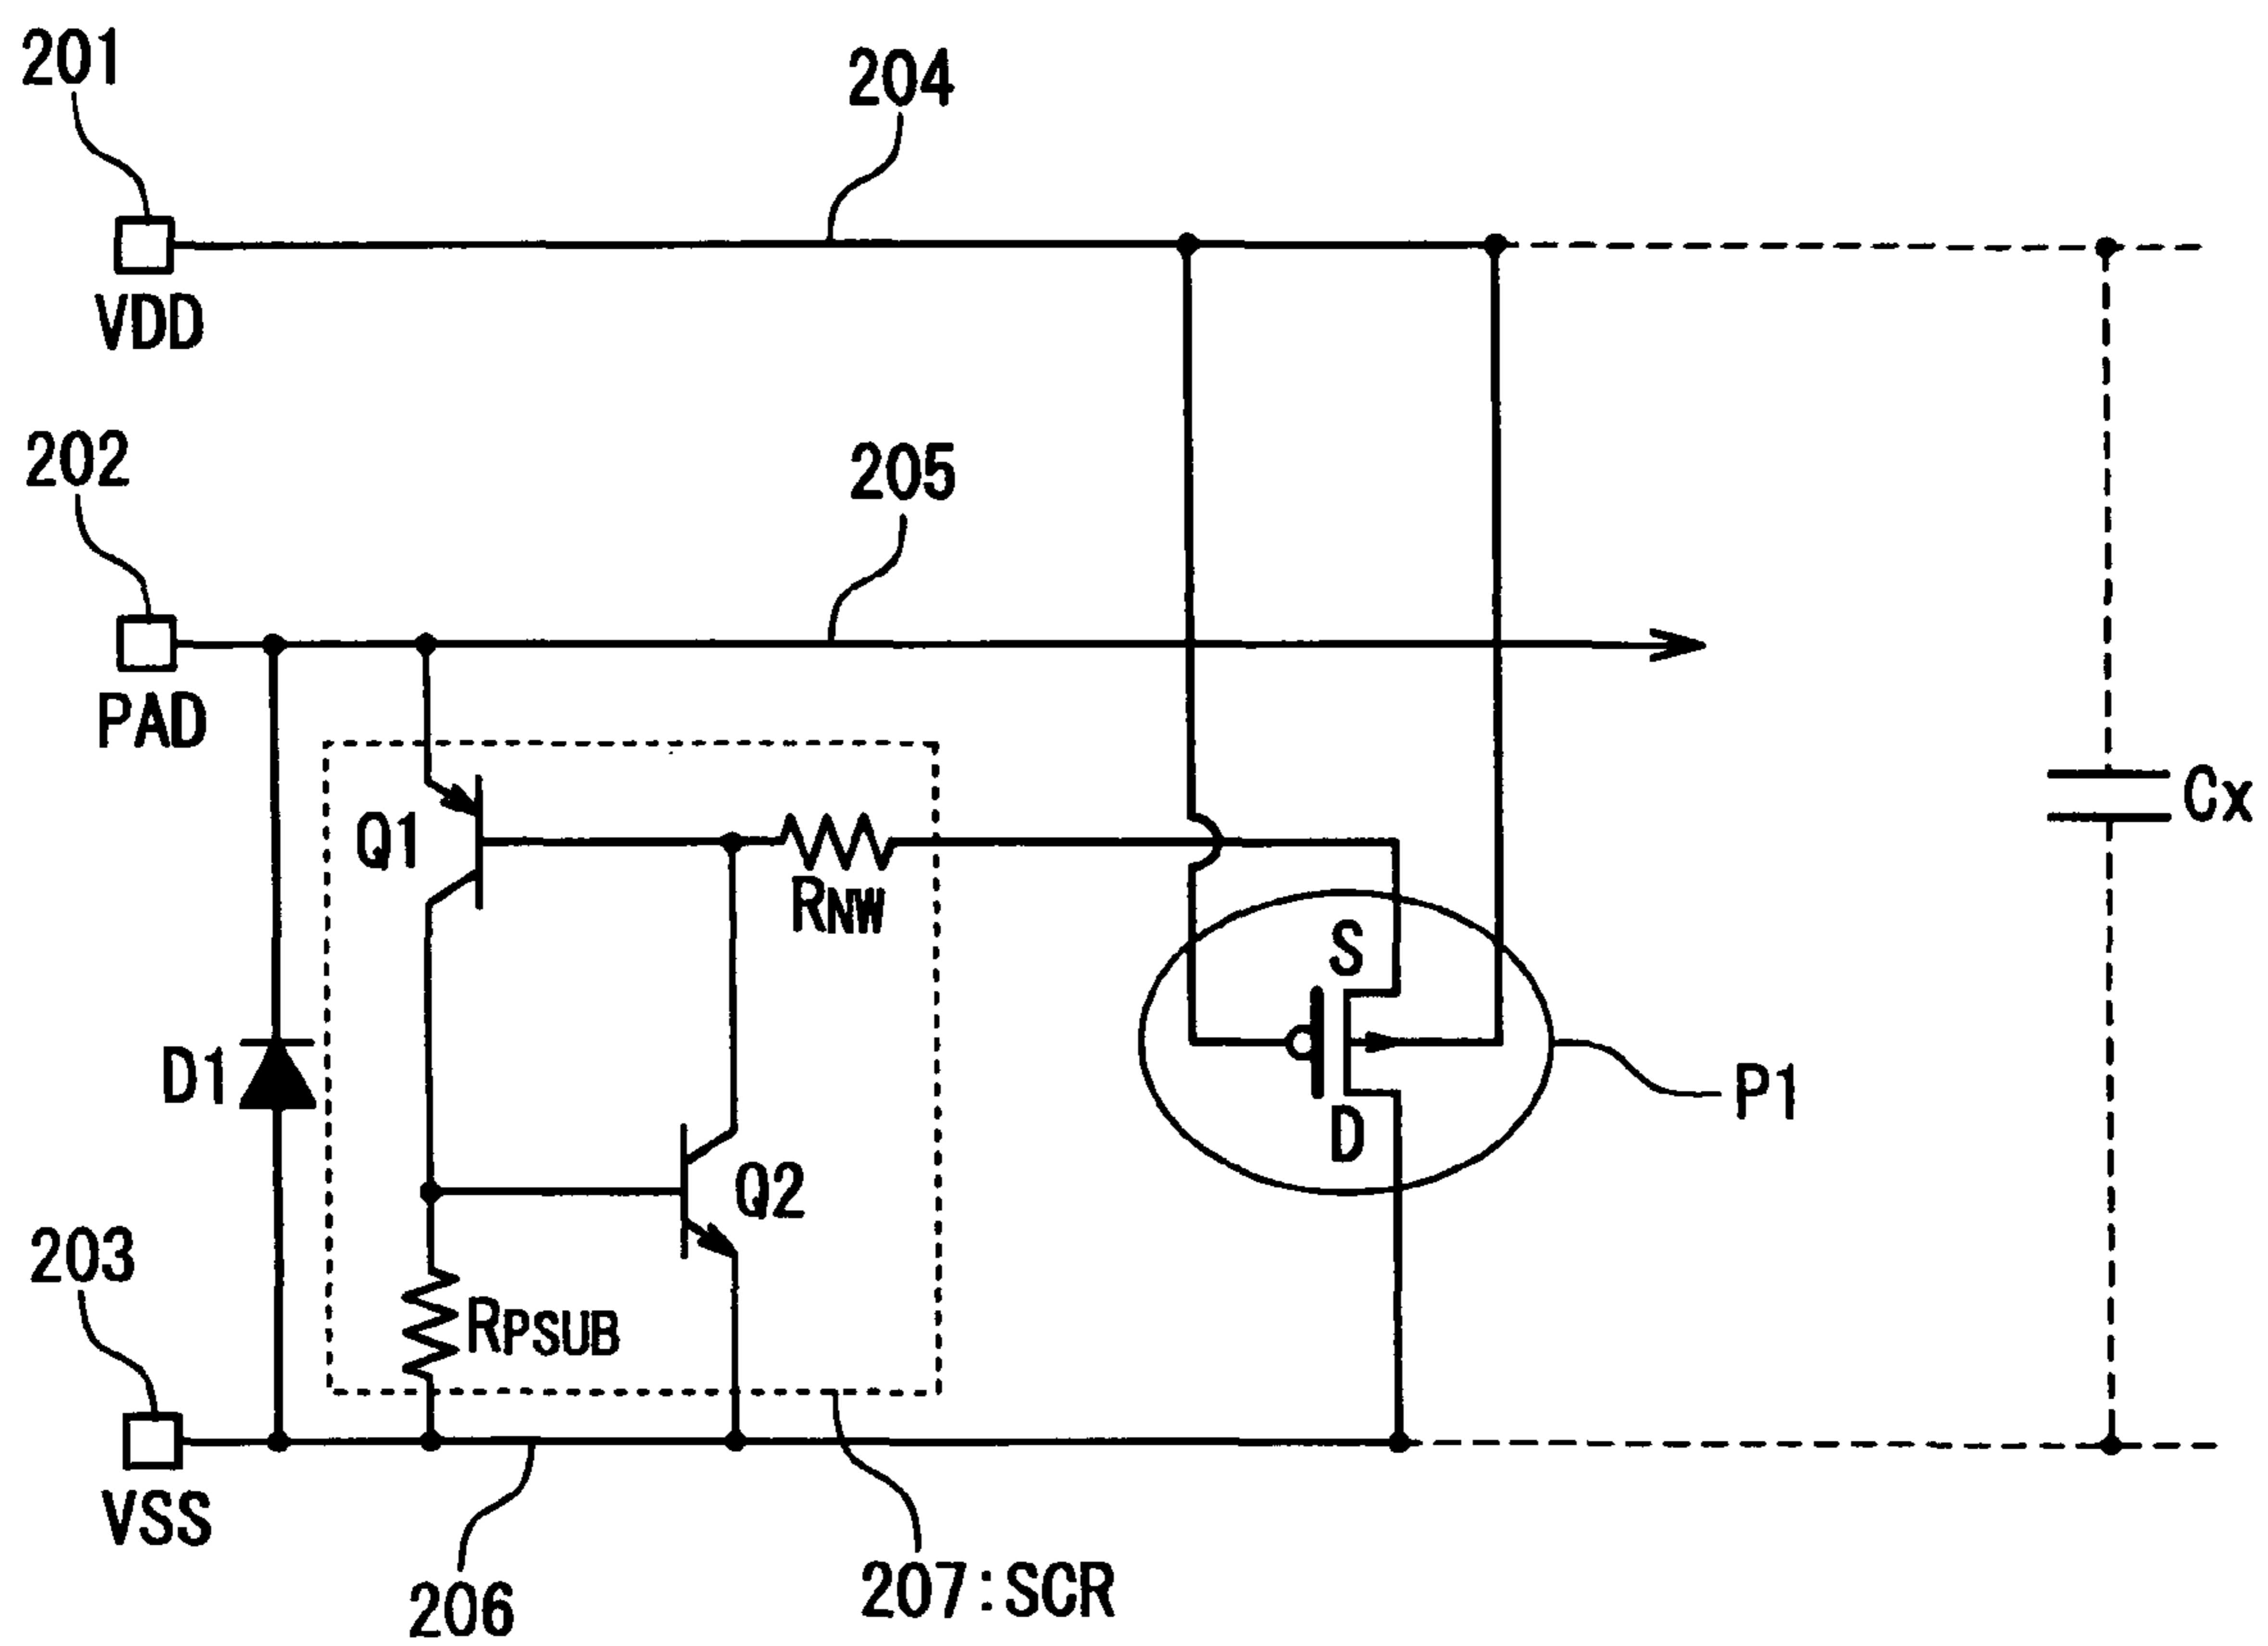 201
204
VDD
202
205
PAD
Q1
RNW
Cx
S
D1
D
P1
Q2
203
RPSUB
VSS
206
207:SCR